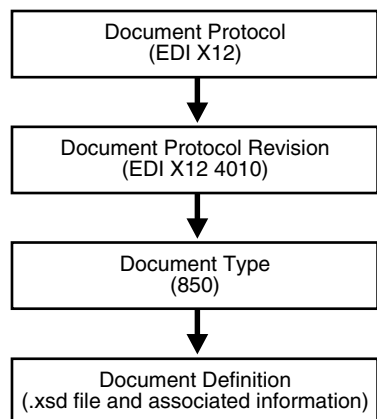 Document Protocol
(EDI X12)
Document Protocol Revision
(EDI X12 4010)
Document Type
(850)
Document Definition
(.xsd file and associated information)